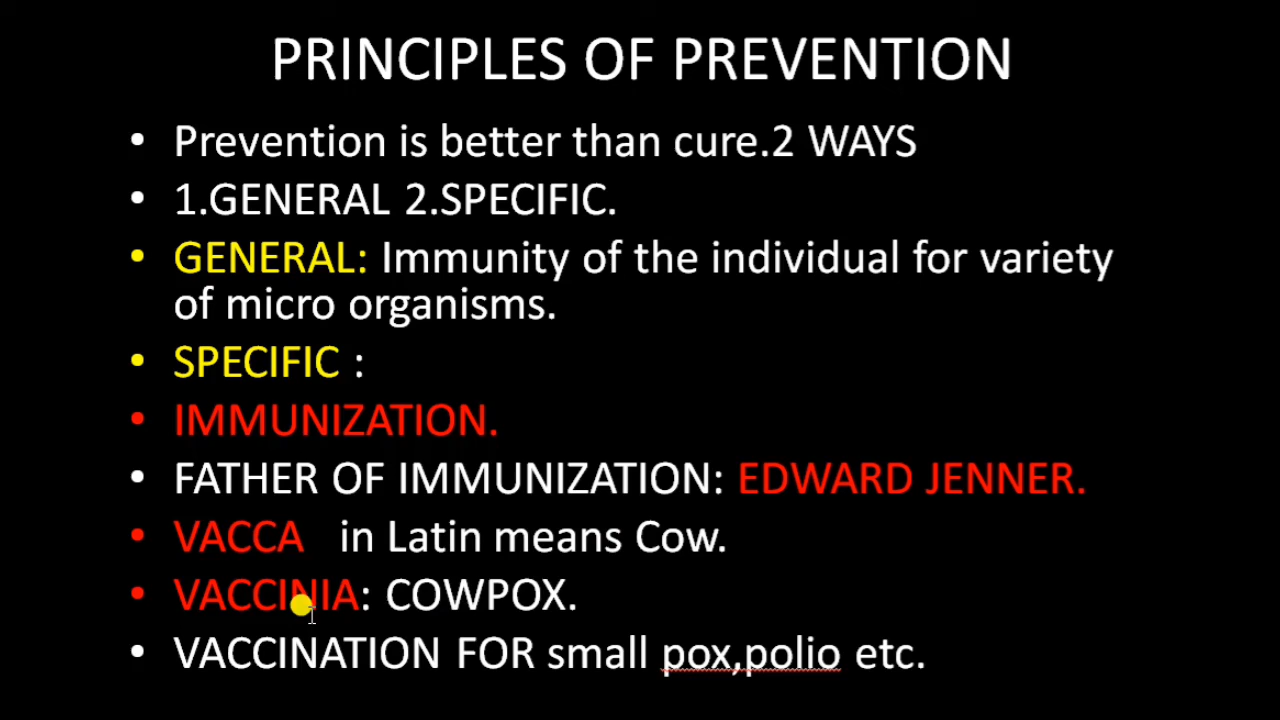 PRINCIPLES OF PREVENTION
• Prevention is better than cure.2 WAYS
• 1.GENERAL 2.SPECIFIC.
• GENERAL: Immunity of the individual for variety
of micro organisms.
• SPECIFIC :
• IMMUNIZATION.
• FATHER OF IMMUNIZATION: EDWARD JENNER.
• VACCA in Latin means Cow.
• VACCINIA: COWPOX.
• VACCINATION FOR small pox,polio etc.